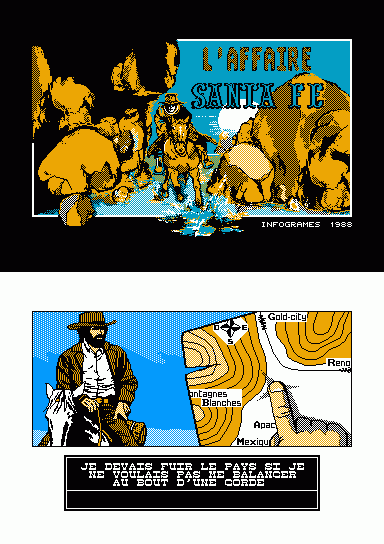 L'AFFAIRE
SANTA FE
INFOGRAMES 1988
Gold-city
O E
S
Reno
ontagnes
Blanches
Apac
Mexiqu
JE DEVAIS FUIR LE PAYS SI JE
NE VOULAIS PAS ME BALANCER
AU BOUT D'UNE CORDE